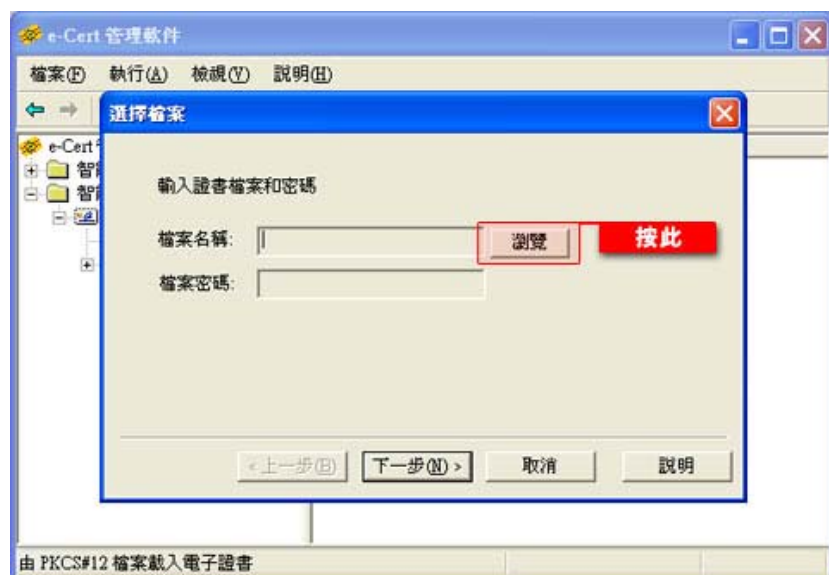 e-Cert 管理軟件
檔案(F) 執行(A) 檢視(V) 說明(H)
選擇檔案
e-Cert
輸入證書檔案和密碼
檔案名稱: 瀏覽 按此
檔案密碼:
<上一步(B) 下一步(N)> 取消 說明
由 PKCS#12 檔案載入電子證書